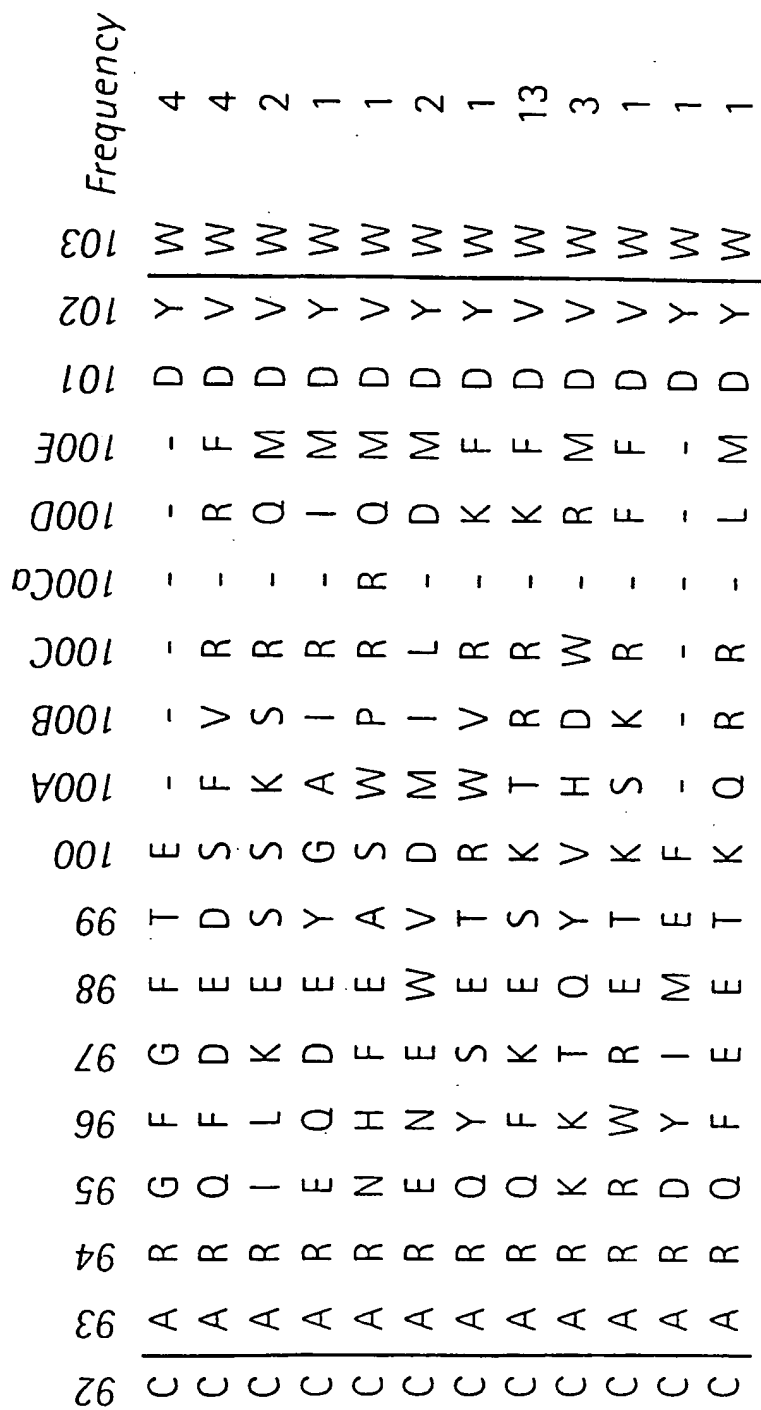 92 93 94 95 96 97 98 99 100 100A 100B 100C 100Ca 100D 100E 101 102 103 Frequency
C A R G F G F T E - - - - - - D Y W 4
C A R Q F D E D S F V R - R F D V W 4
C A R I L K E S S K S R - Q M D V W 2
C A R E Q D E Y G A I R - I M D Y W 1
C A R N H F E A S W P R R Q M D V W 1
C A R E N E W V D M I L - D M D Y W 2
C A R Q Y S E T R W V R - K F D Y W 1
C A R Q F K E S K T R R - K F D V W 13
C A R K K T Q Y V H D W - R M D V W 3
C A R R W R E T K S K R - F F D V W 1
C A R D Y I M E F - - - - - - D Y W 1
C A R Q F E E T K Q R R - L M D Y W 1